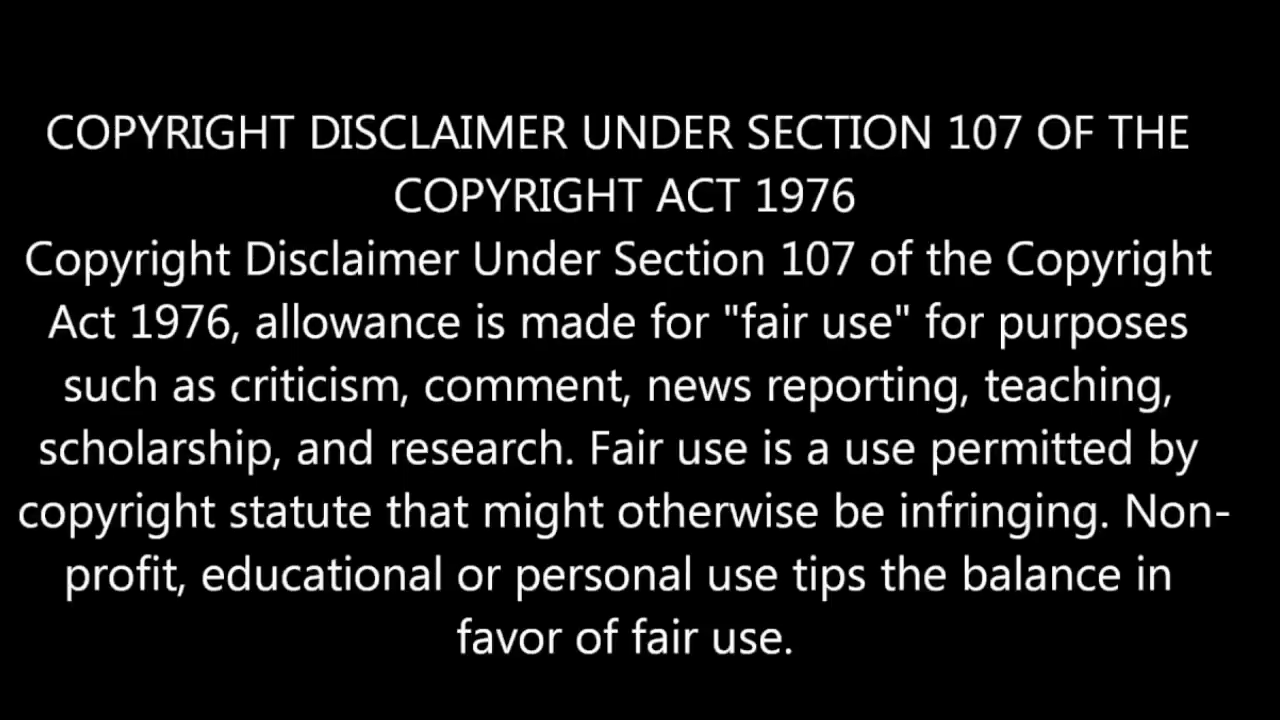 COPYRIGHT DISCLAIMER UNDER SECTION 107 OF THE
COPYRIGHT ACT 1976
Copyright Disclaimer Under Section 107 of the Copyright
Act 1976, allowance is made for "fair use" for purposes
such as criticism, comment, news reporting, teaching,
scholarship, and research. Fair use is a use permitted by
copyright statute that might otherwise be infringing. Non-
profit, educational or personal use tips the balance in
favor of fair use.